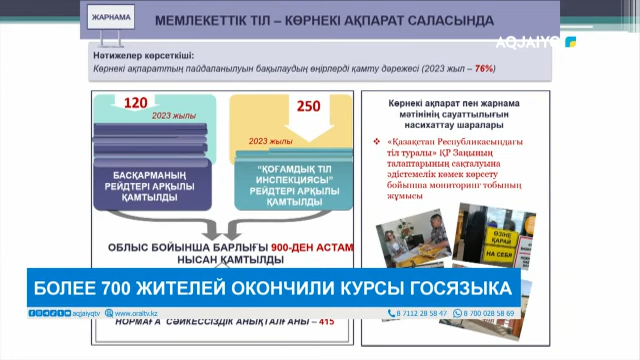 ЖАРНАМА
МЕМЛЕКЕТТІК ТІЛ – КӨРНЕКІ АҚПАРАТ САЛАСЫНДА
AQJAIYQ
Нәтижелер көрсеткіші:
Көрнекі ақпараттың пайдаланылуын бақылаудың өңірлерді қамту дәрежесі (2023 жыл – 76%)
120
2023 жылы
БАСҚАРМАНЫҢ
РЕЙДТЕРІ АРҚЫЛЫ
ҚАМТЫЛДЫ
250
2023 жылы
“ҚОҒАМДЫҚ ТІЛ
ИНСПЕКЦИЯСЫ”
РЕЙДТЕРІ АРҚЫЛЫ
ҚАМТЫЛДЫ
ОБЛЫС БОЙЫНША БАРЛЫҒЫ 900-ДЕН АСТАМ
НЫСАН ҚАМТЫЛДЫ
Көрнекі ақпарат пен жарнама
мәтінінің сауаттылығын
насихаттау шаралары
❖ «Қазақстан Республикасындағы
тіл туралы» ҚР Заңының
талаптарының сақталуына
әдістемелік көмек көрсету
бойынша мониторинг тобының
жұмысы
ӨЗІҢЕ
ҚАРАЙ
НА СЕБЯ
БОЛЕЕ 700 ЖИТЕЛЕЙ ОКОНЧИЛИ КУРСЫ ГОСЯЗЫКА
aqjaiyqtv
www.oraltv.kz
8 7112 28 58 47
8 700 028 58 69
НОРМАҒА СӘЙКЕССІЗДІК АНЫҚТАЛҒАНЫ – 415